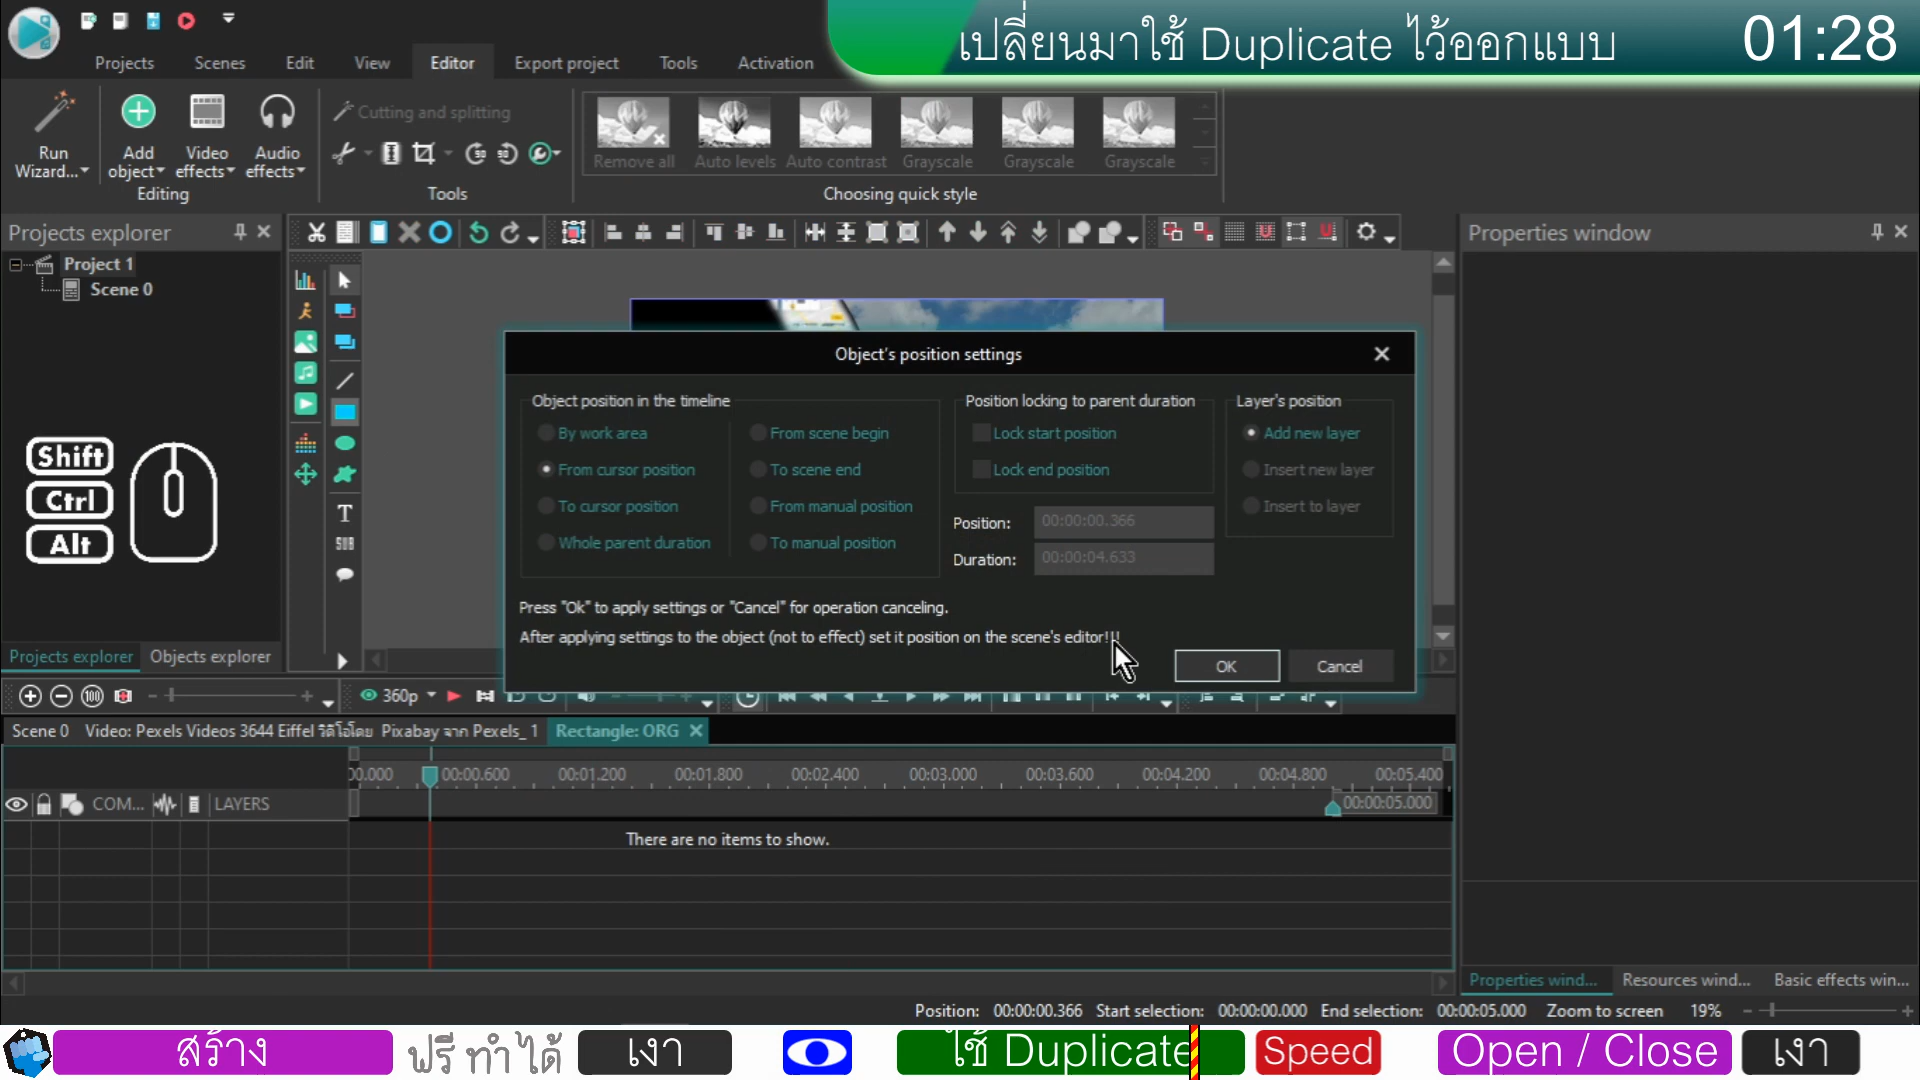 เปลี่ยนมาใช้ Duplicate ไว้ออกแบบ
01:28
Projects Scenes Edit View Editor Export project Tools Activation
Cutting and splitting
Run Wizard...
Add object
Video effects
Audio effects
Remove all Auto levels Auto contrast Grayscale Grayscale Grayscale
Editing
Tools
Choosing quick style
Projects explorer
Properties window
Project 1
Scene 0
Object's position settings
Object position in the timeline
Position locking to parent duration
Layer's position
By work area
From scene begin
Lock start position
Add new layer
From cursor position
To scene end
Lock end position
Insert new layer
To cursor position
From manual position
Insert to layer
Position: 00:00:00.366
Whole parent duration
To manual position
Duration: 00:00:04.633
Press "Ok" to apply settings or "Cancel" for operation canceling.
After applying settings to the object (not to effect) set it position on the scene's editor!!!
OK
Cancel
Shift
Ctrl
Alt
T
SUB
Projects explorer
Objects explorer
100
360p
Scene 0
Video: Pexels Videos 3644 Eiffel วิดีโอโดย Pixabay จาก Pexels_ 1
Rectangle: ORG
00.000 00:00.600 00:01.200 00:01.800 00:02.400 00:03.000 00:03.600 00:04.200 00:04.800 00:05.400
COM... LAYERS
00:00:05.000
There are no items to show.
Properties wind... Resources wind... Basic effects win...
Position: 00:00:00.366 Start selection: 00:00:00.000 End selection: 00:00:05.000 Zoom to screen 19%
สร้าง
ฟรี ทำได้
เงา
ใช้ Duplicate
Speed
Open / Close
เงา